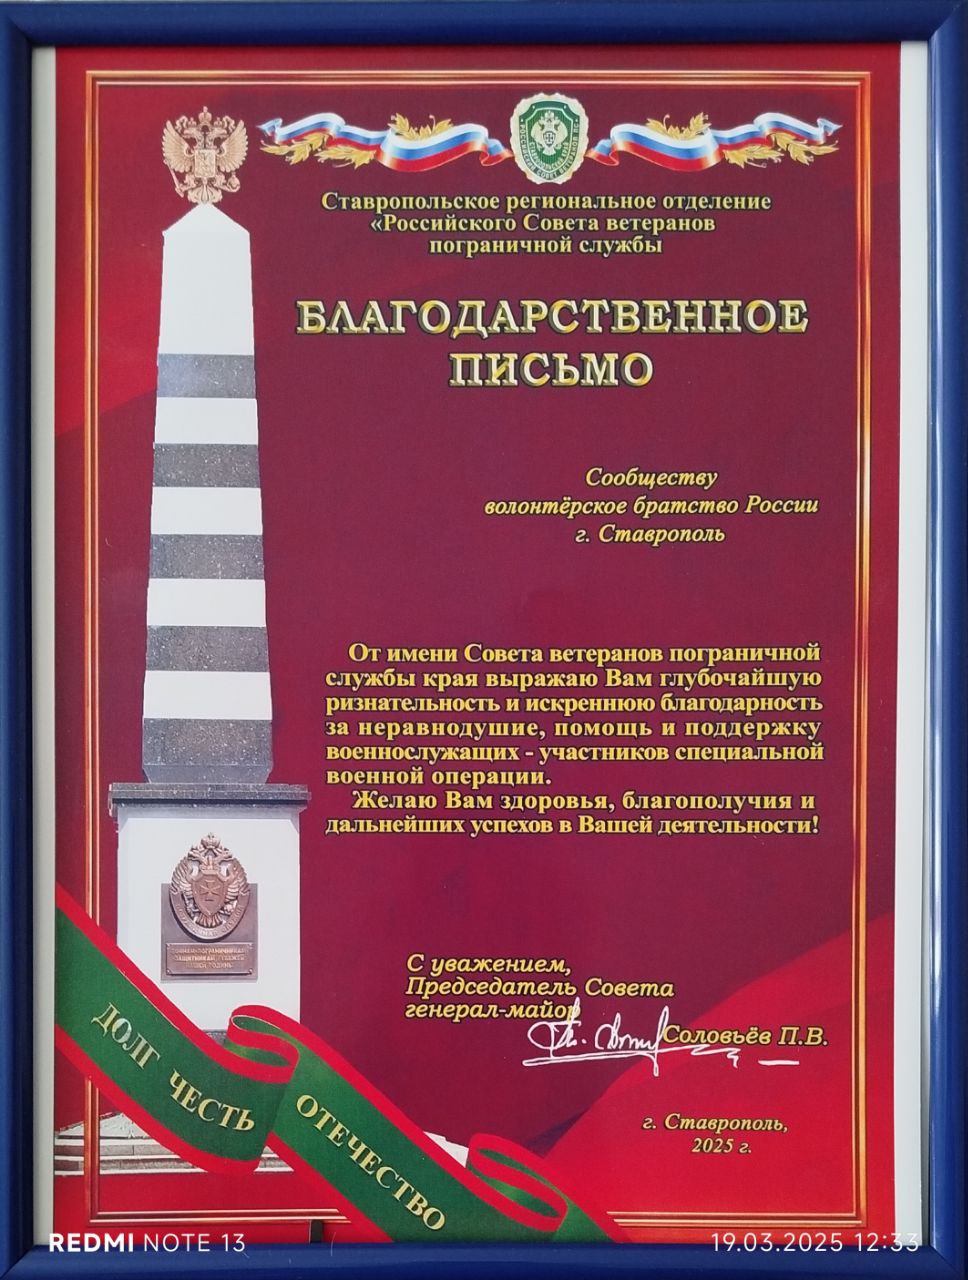 Ставропольское региональное отделение
«Российского Совета ветеранов
пограничной службы
БЛАГОДАРСТВЕННОЕ
ПИСЬМО
Сообществу
волонтёрское братство России
г. Ставрополь
От имени Совета ветеранов пограничной
службы края выражаю Вам глубочайшую
ризнательность и искреннюю благодарность
за неравнодушие, помощь и поддержку
военнослужащих - участников специальной
военной операции.
Желаю Вам здоровья, благополучия и
дальнейших успехов в Вашей деятельности!
С уважением,
Председатель Совета
генерал-майор
Соловьёв П.В.
г. Ставрополь,
2025 г.
ДОЛГ ЧЕСТЬ ОТЕЧЕСТВО
REDMI NOTE 13
19.03.2025 12:33